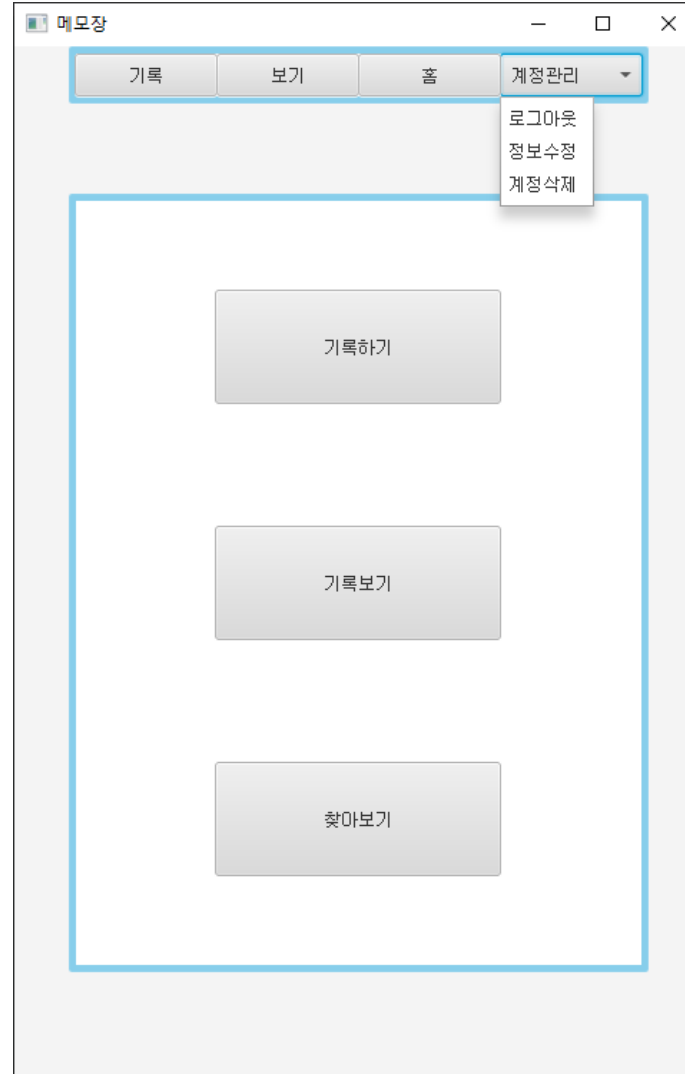 메모장
기록 보기 홈 계정관리
로그아웃
정보수정
계정삭제
기록하기
기록보기
찾아보기